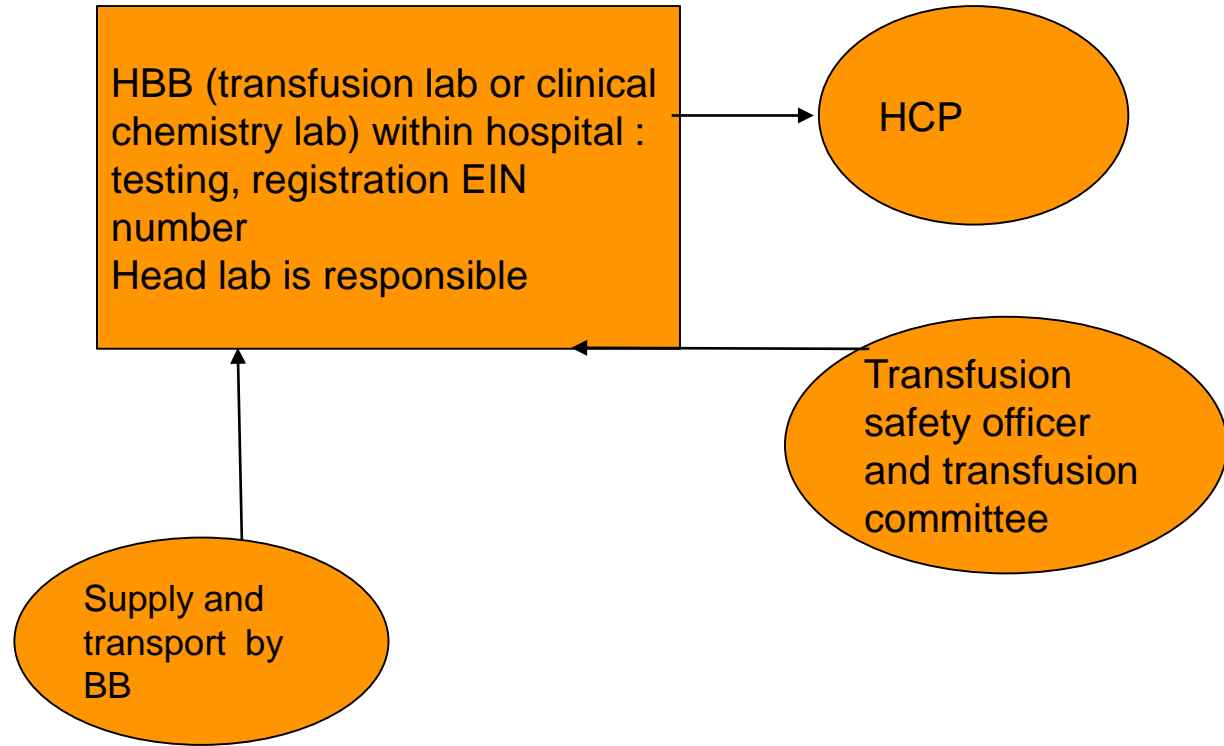 HBB (transfusion lab or clinical
chemistry lab) within hospital :
testing, registration EIN
number
Head lab is responsible
HCP
Transfusion
safety officer
and transfusion
committee
Supply and
transport by
BB